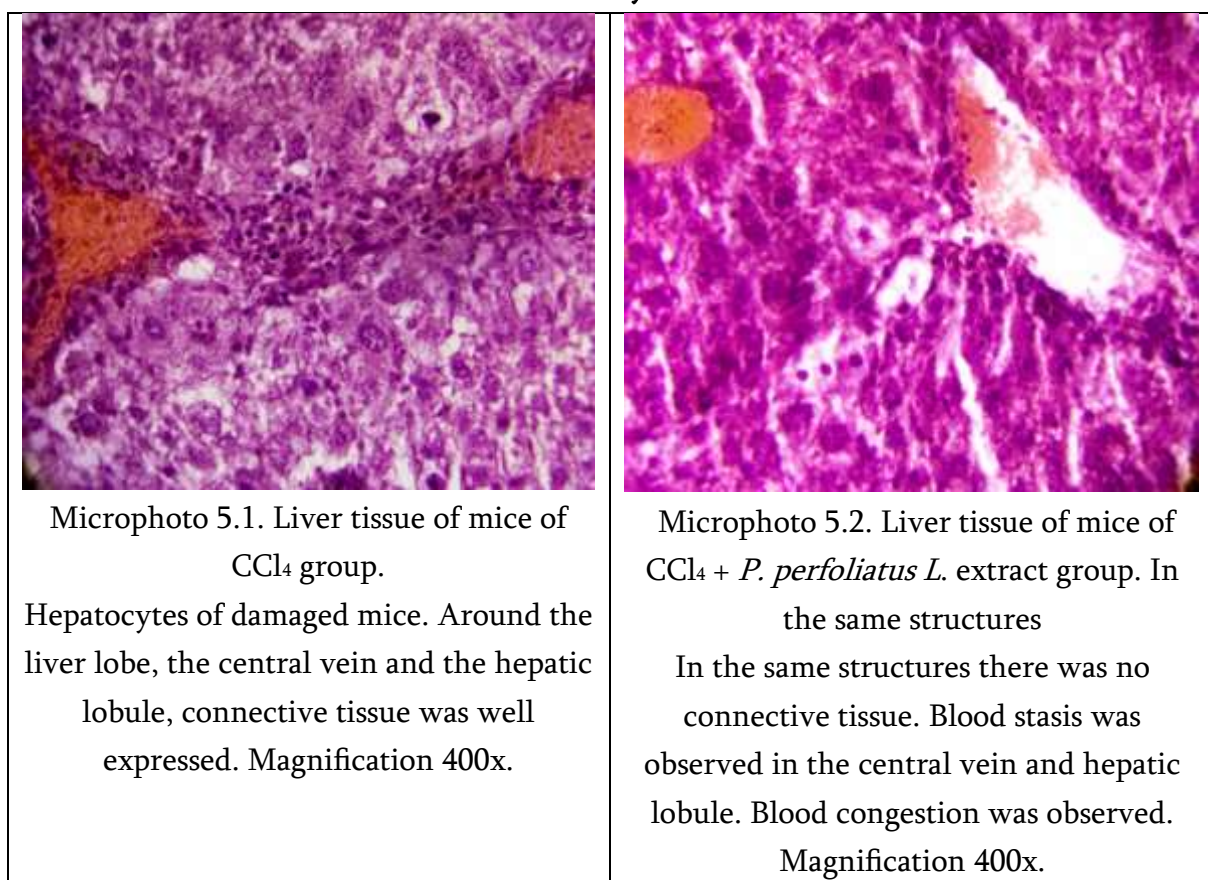 Microphoto 5.1. Liver tissue of mice of
CCl₄ group.
Hepatocytes of damaged mice. Around the
liver lobe, the central vein and the hepatic
lobule, connective tissue was well
expressed. Magnification 400x.
Microphoto 5.2. Liver tissue of mice of
CCl₄ + P. perfoliatus L. extract group. In
the same structures
In the same structures there was no
connective tissue. Blood stasis was
observed in the central vein and hepatic
lobule. Blood congestion was observed.
Magnification 400x.